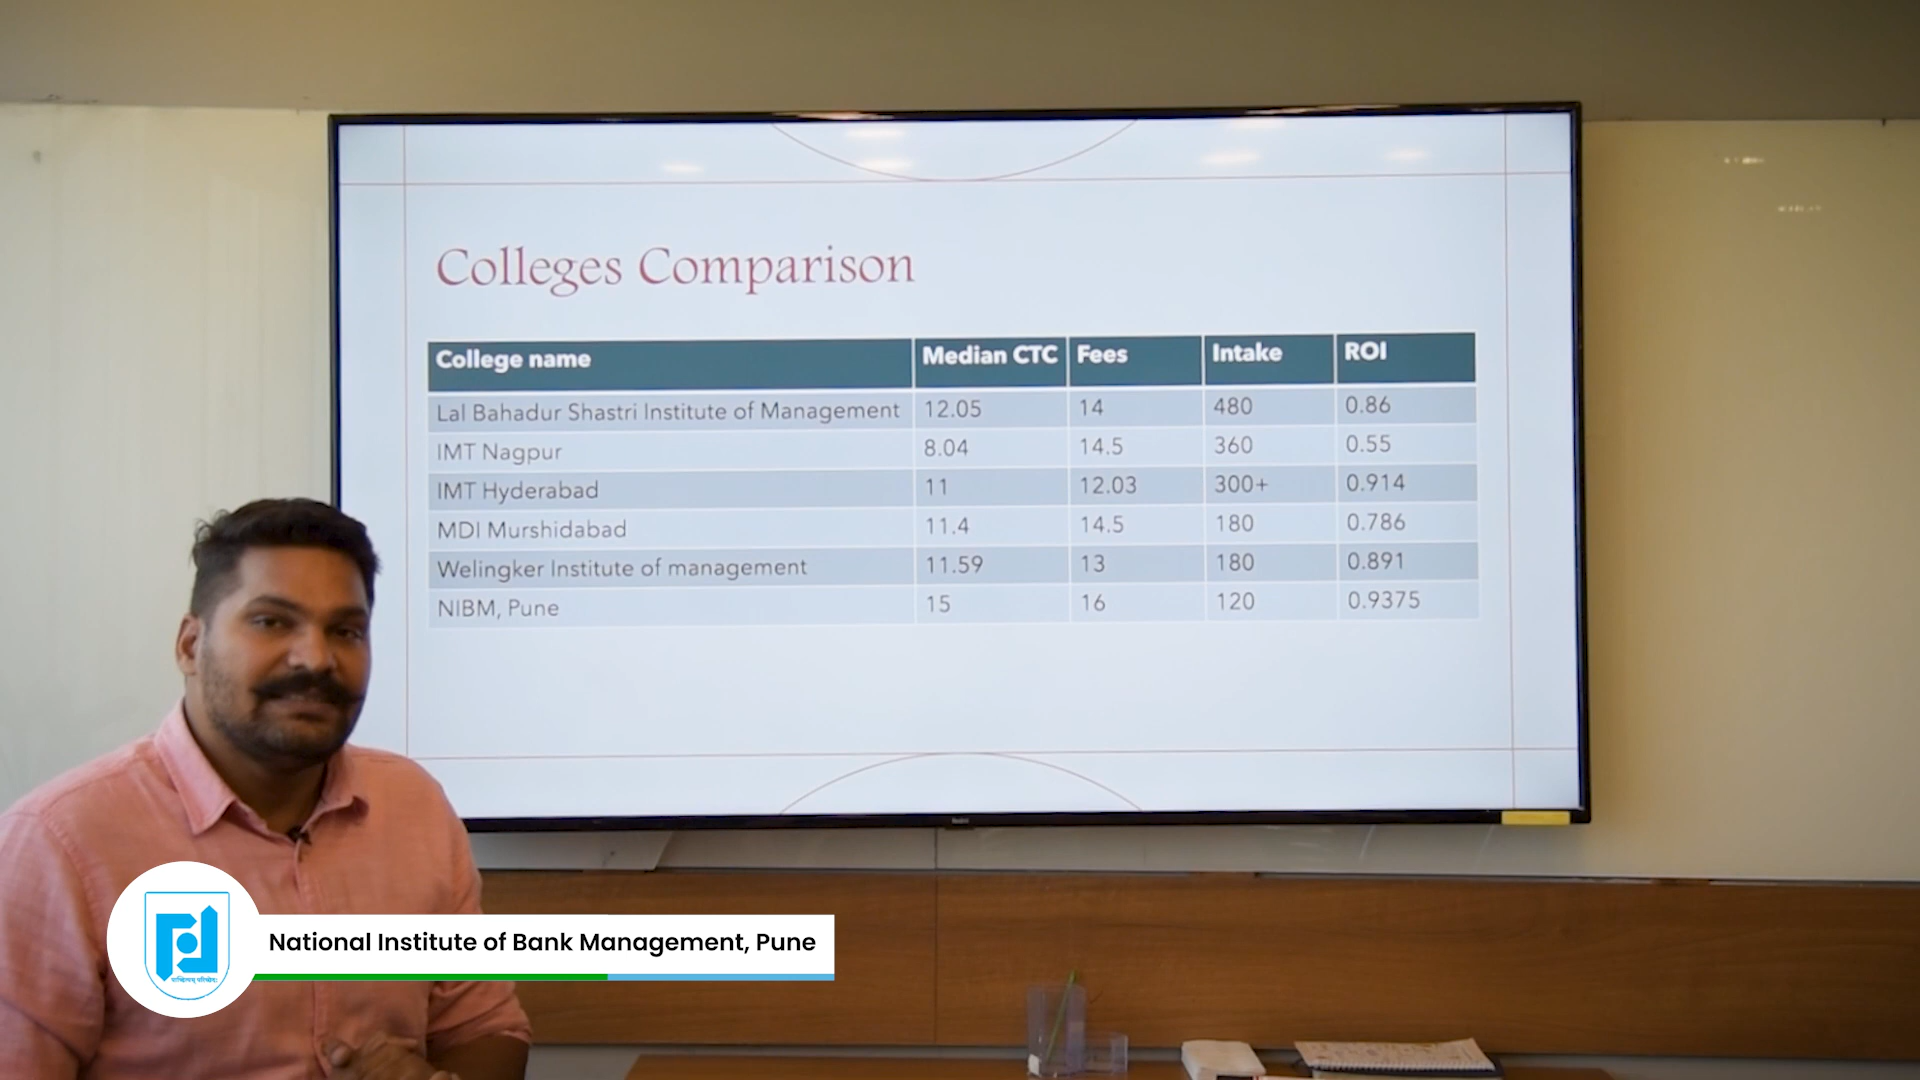 Colleges Comparison
College name Median CTC Fees Intake ROI
Lal Bahadur Shastri Institute of Management 12.05 14 480 0.86
IMT Nagpur 8.04 14.5 360 0.55
IMT Hyderabad 11 12.03 300+ 0.914
MDI Murshidabad 11.4 14.5 180 0.786
Welingker Institute of management 11.59 13 180 0.891
NIBM, Pune 15 16 120 0.9375
National Institute of Bank Management, Pune